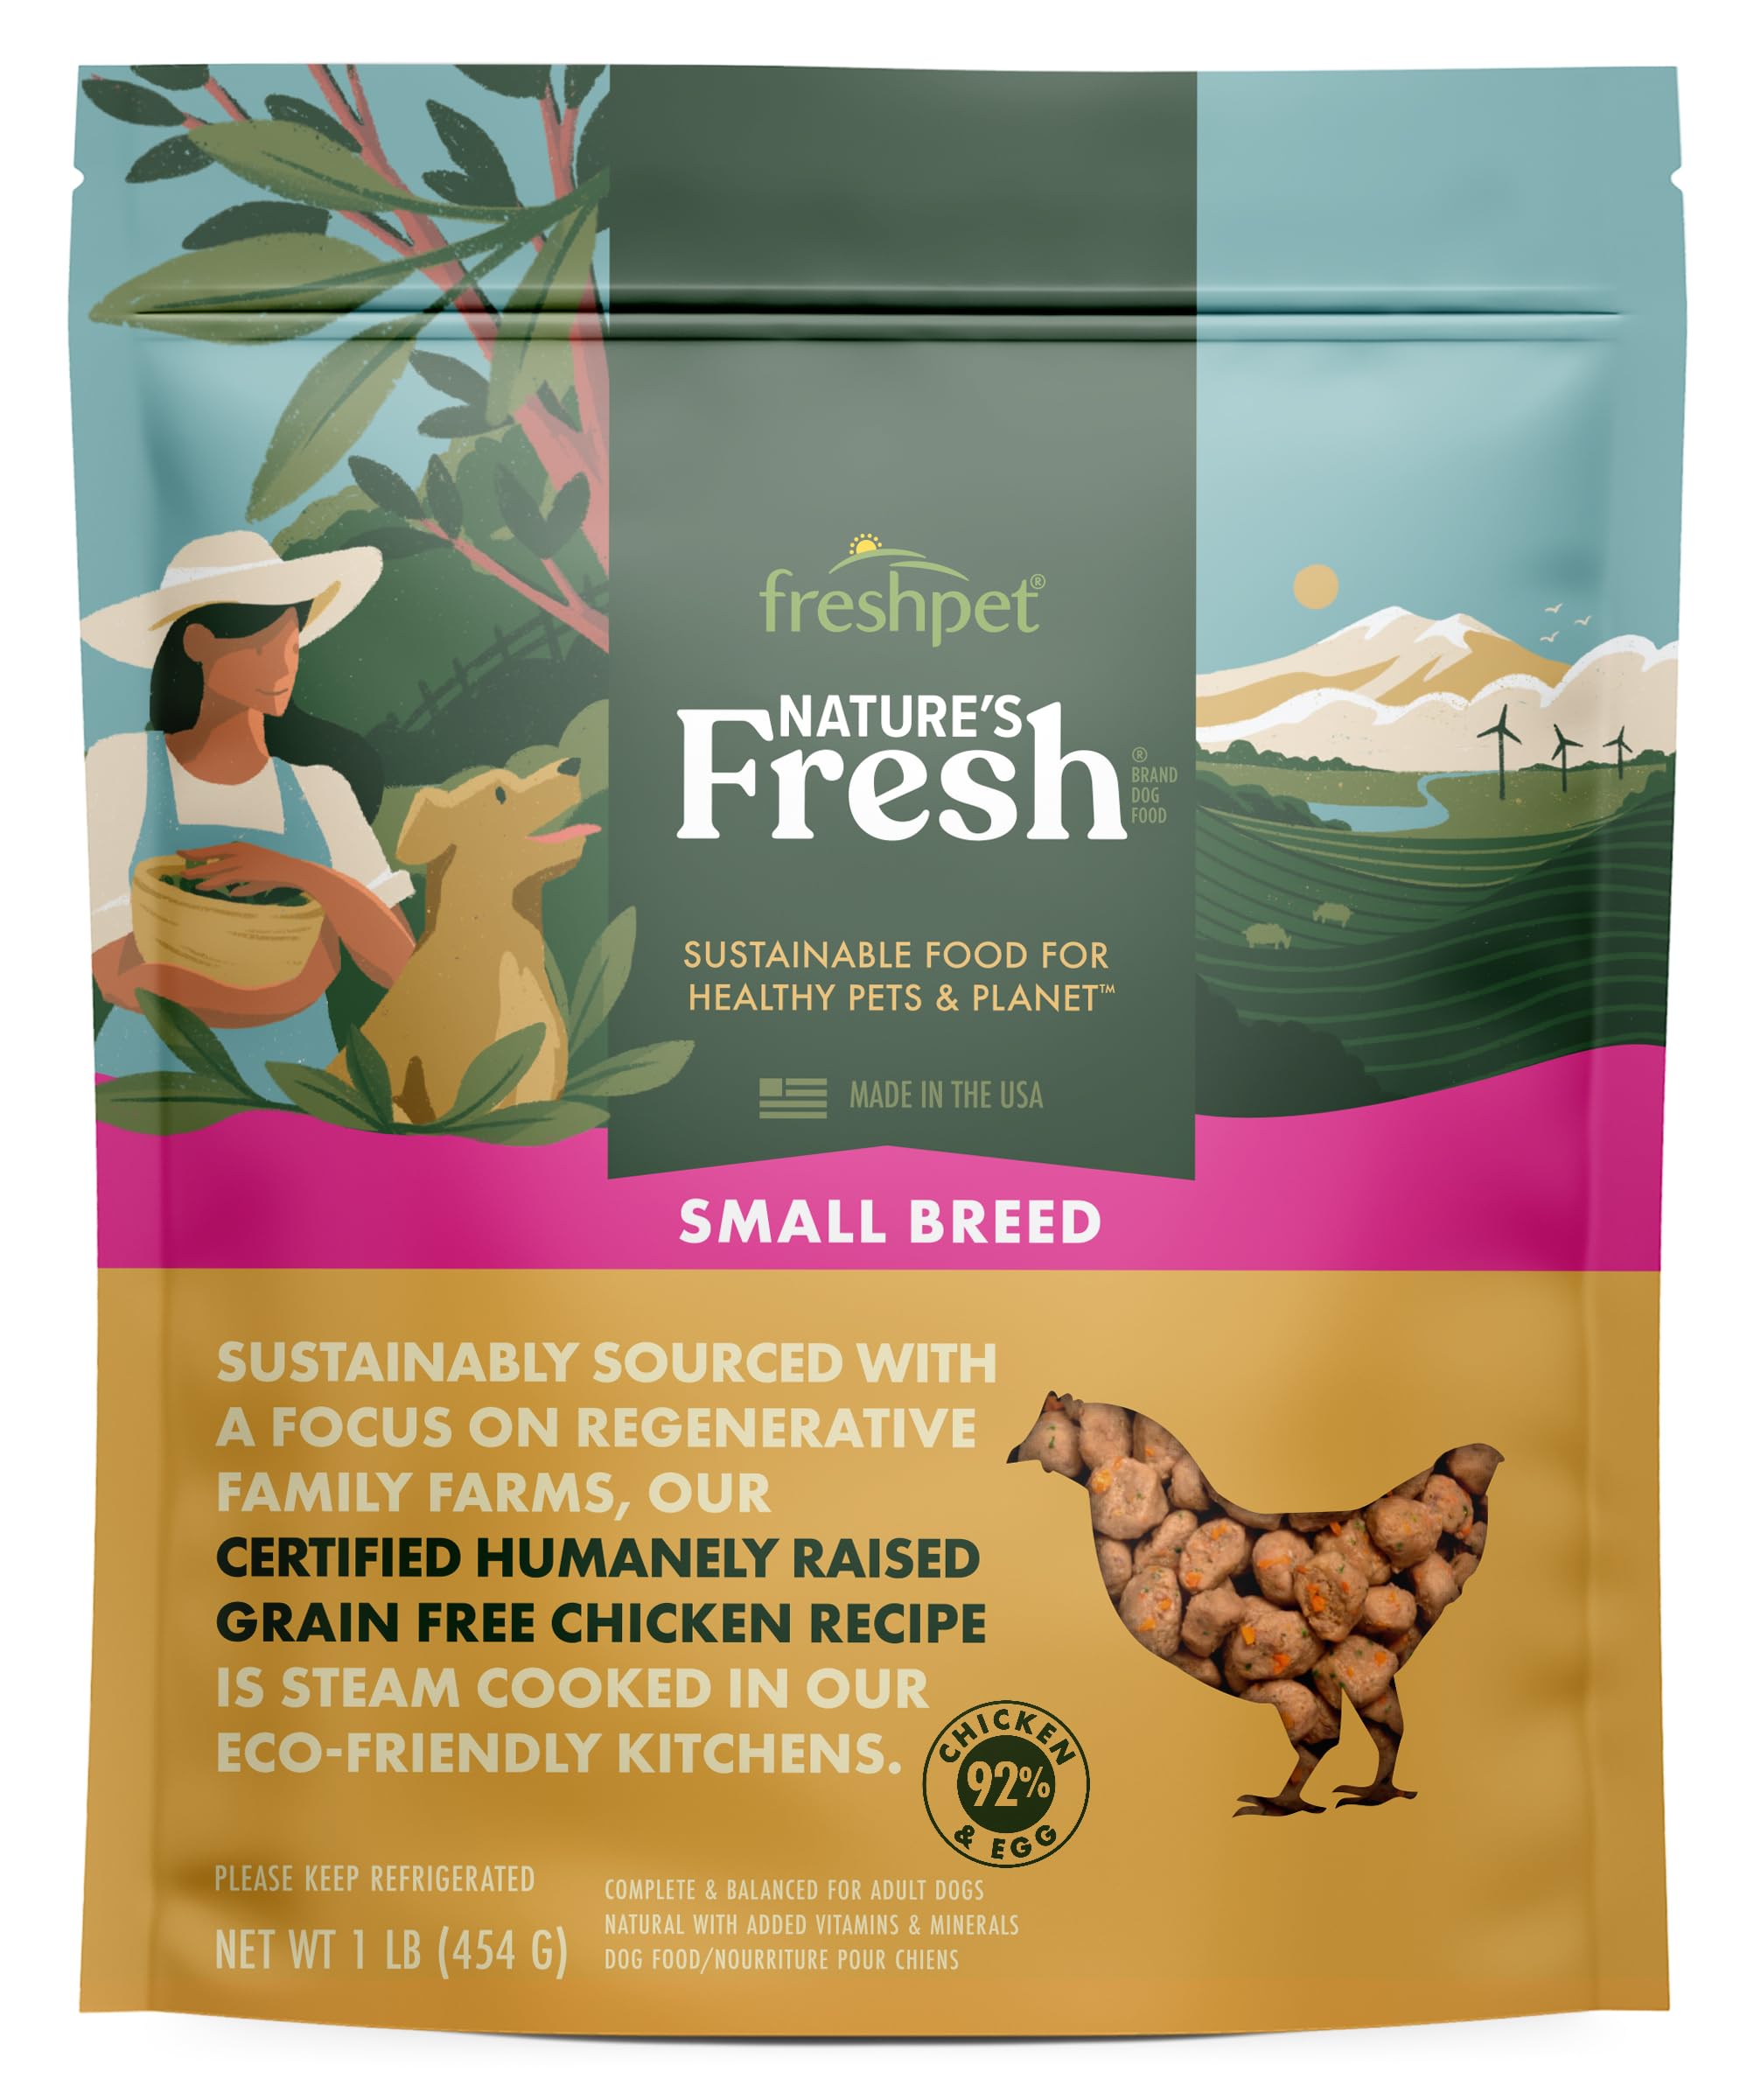 freshpet®
NATURE'S
Fresh®
BRAND
DOG
FOOD
SUSTAINABLE FOOD FOR
HEALTHY PETS & PLANET™
MADE IN THE USA
SMALL BREED
SUSTAINABLY SOURCED WITH
A FOCUS ON REGENERATIVE
FAMILY FARMS, OUR
CERTIFIED HUMANELY RAISED
GRAIN FREE CHICKEN RECIPE
IS STEAM COOKED IN OUR
ECO-FRIENDLY KITCHENS.
CHICKEN
92%
& EGG
PLEASE KEEP REFRIGERATED
NET WT 1 LB (454 G)
COMPLETE & BALANCED FOR ADULT DOGS
NATURAL WITH ADDED VITAMINS & MINERALS
DOG FOOD/NOURRITURE POUR CHIENS